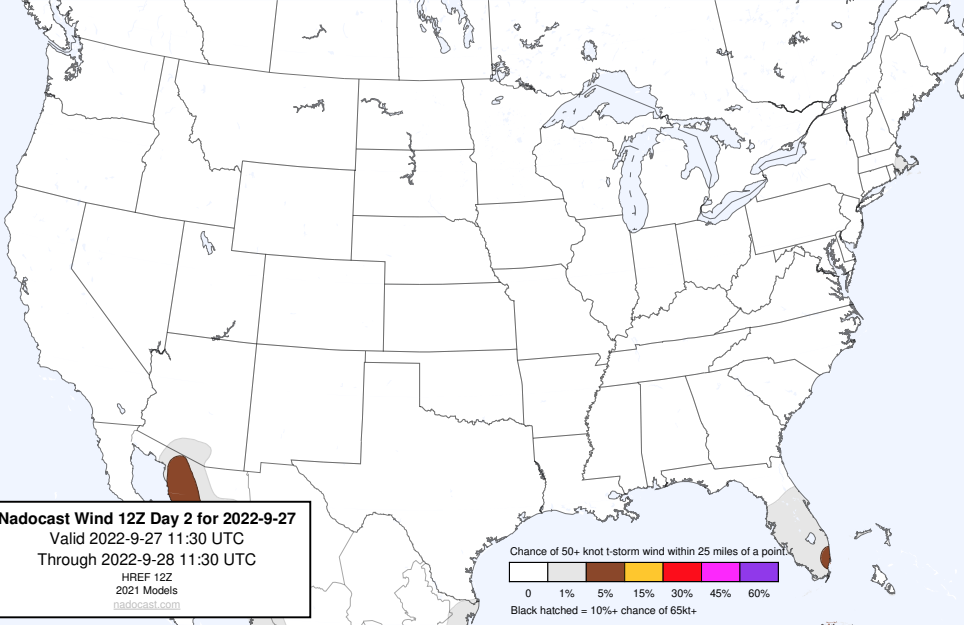 Nadocast Wind 12Z Day 2 for 2022-9-27
Valid 2022-9-27 11:30 UTC
Through 2022-9-28 11:30 UTC
HREF 12Z
2021 Models
nadocast.com
Chance of 50+ knot t-storm wind within 25 miles of a point.
0 1% 5% 15% 30% 45% 60%
Black hatched = 10%+ chance of 65kt+